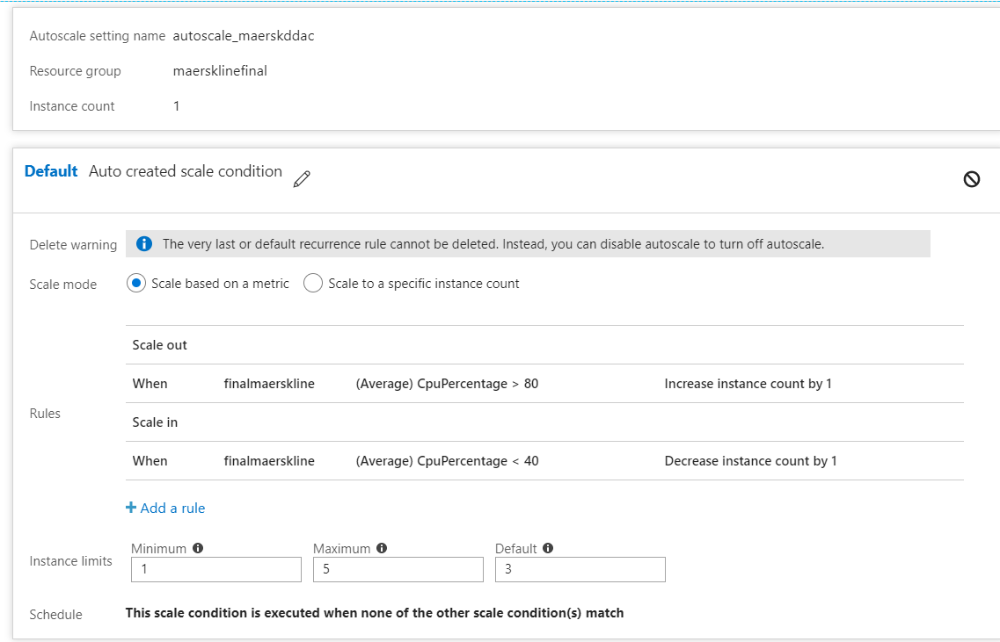 Autoscale setting name autoscale_maerskddac
Resource group maersklinefinal
Instance count 1
Default Auto created scale condition
Delete warning The very last or default recurrence rule cannot be deleted. Instead, you can disable autoscale to turn off autoscale.
Scale mode Scale based on a metric Scale to a specific instance count
Scale out
When finalmaerskline (Average) CpuPercentage > 80 Increase instance count by 1
Rules
Scale in
When finalmaerskline (Average) CpuPercentage < 40 Decrease instance count by 1
+ Add a rule
Minimum Maximum Default
Instance limits 1 5 3
Schedule This scale condition is executed when none of the other scale condition(s) match